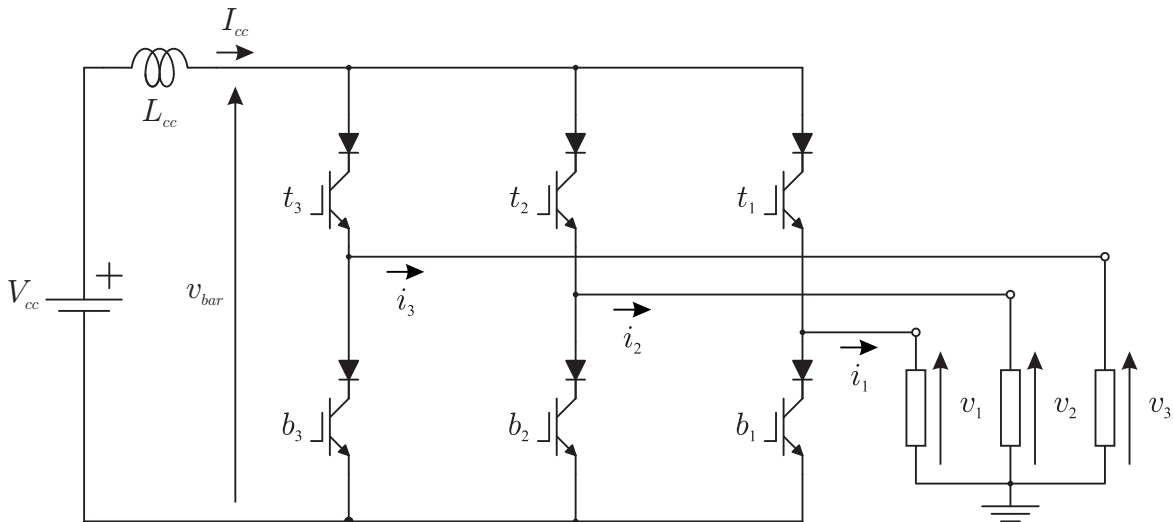 I_cc
L_cc
t_3
t_2
t_1
V_cc
+
v_bar
i_3
i_2
i_1
b_3
b_2
b_1
v_1
v_2
v_3